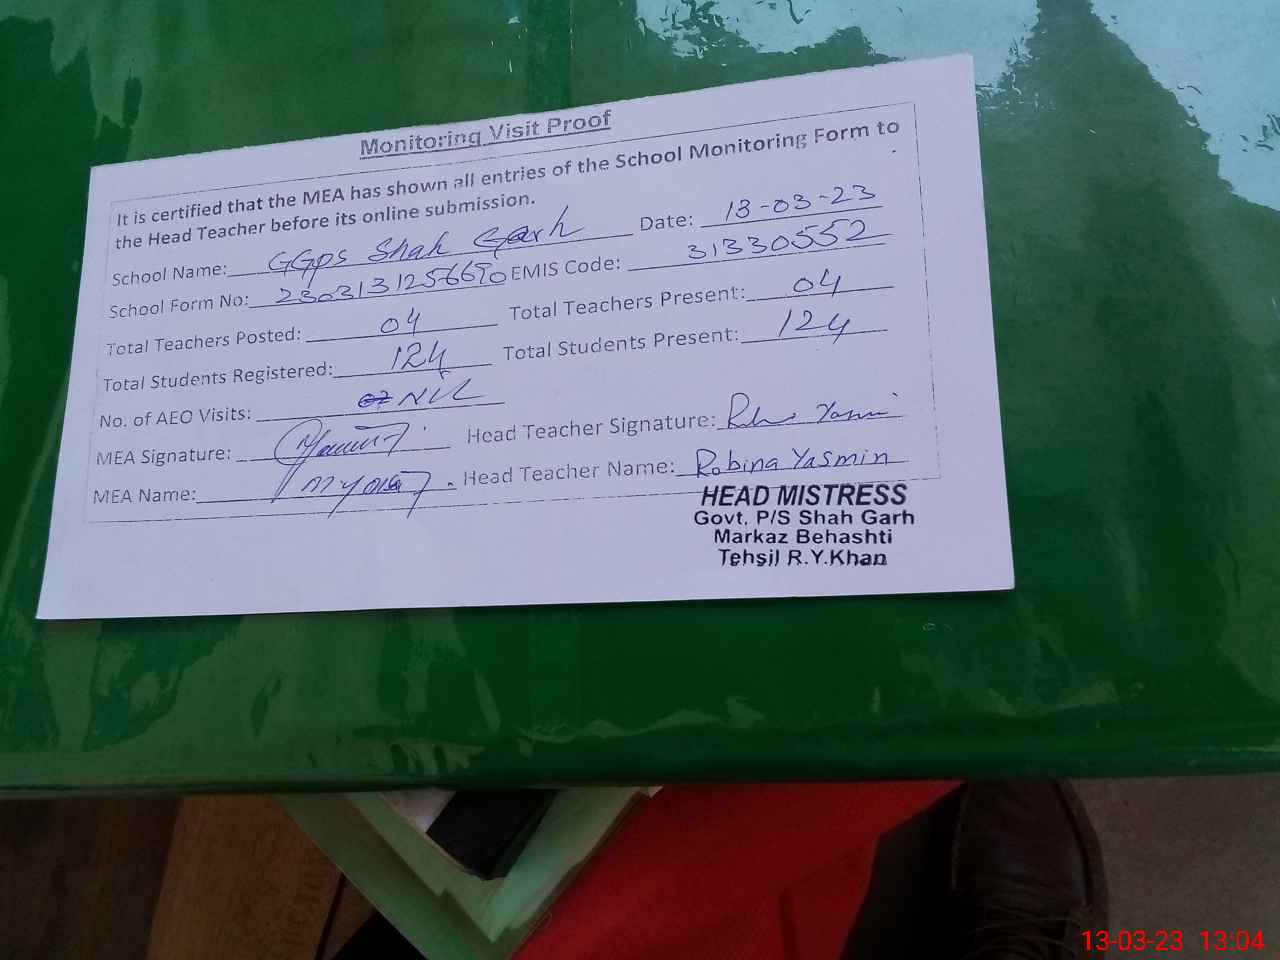 Monitoring Visit Proof
It is certified that the MEA has shown all entries of the School Monitoring Form to
the Head Teacher before its online submission.
School Name: GGPS Shah Garh Date: 13-03-23
School Form No: 2303131256690 EMIS Code: 31330552
Total Teachers Posted: 04 Total Teachers Present: 04
Total Students Registered: 124 Total Students Present: 124
No. of AEO Visits: NIL
MEA Signature: Head Teacher Signature:
MEA Name: Head Teacher Name: Robina Yasmin
HEAD MISTRESS
Govt. P/S Shah Garh
Markaz Behashti
Tehsil R.Y.Khan
13-03-23 13:04